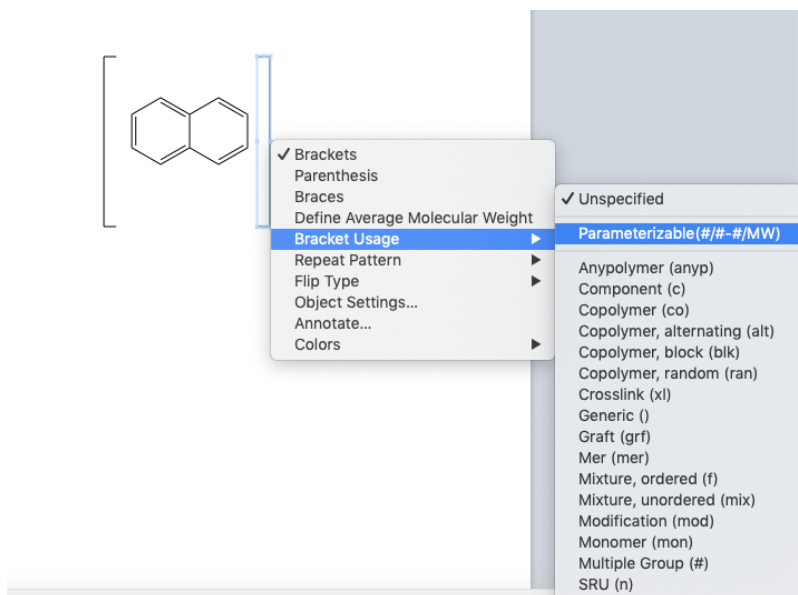 Brackets
Parenthesis
Braces
Define Average Molecular Weight
Bracket Usage
Repeat Pattern
Flip Type
Object Settings...
Annotate...
Colors
Unspecified
Parameterizable(#/#-#/MW)
Anypolymer (anyp)
Component (c)
Copolymer (co)
Copolymer, alternating (alt)
Copolymer, block (blk)
Copolymer, random (ran)
Crosslink (xl)
Generic ()
Graft (grf)
Mer (mer)
Mixture, ordered (f)
Mixture, unordered (mix)
Modification (mod)
Monomer (mon)
Multiple Group (#)
SRU (n)